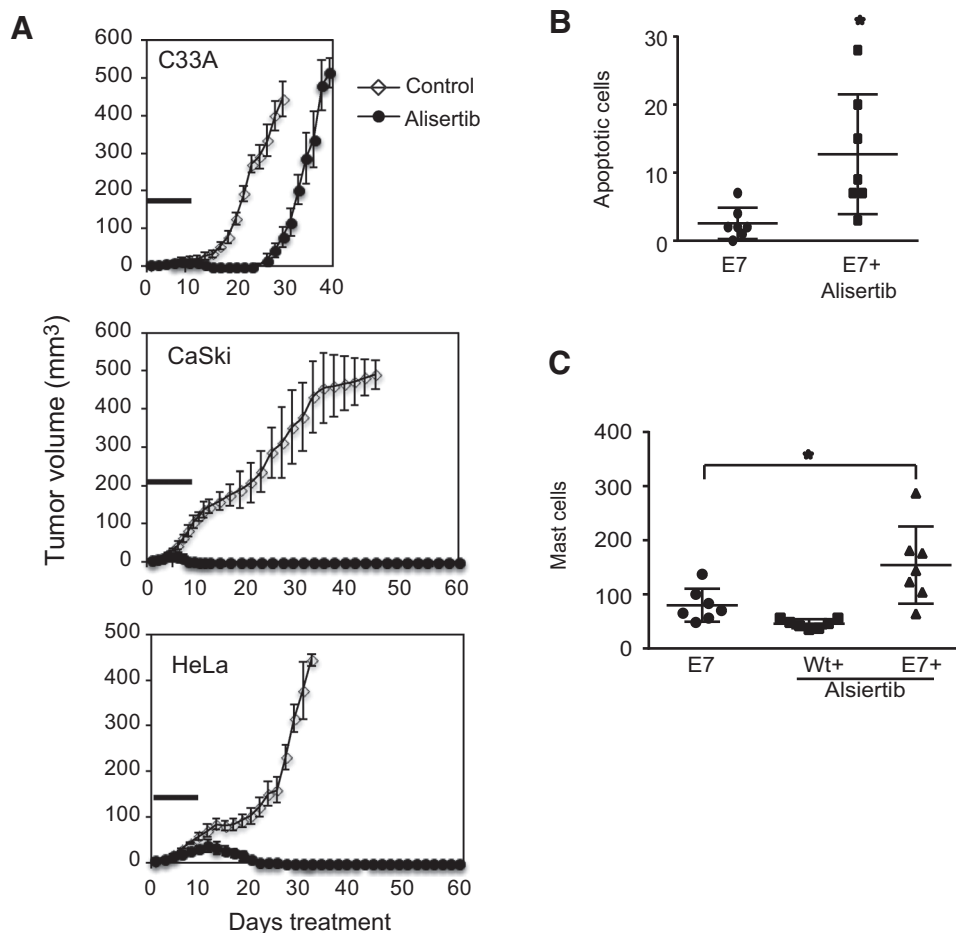 A
Tumor volume (mm3)
600
500
400
300
200
100
0
C33A
0 10 20 30 40
Control
Alisertib
600
500
400
300
200
100
0
CaSki
0 10 20 30 40 50 60
500
400
300
200
100
0
HeLa
0 10 20 30 40 50 60
Days treatment
B
*
Apoptotic cells
30
20
10
0
E7 E7+
Alisertib
C
*
Mast cells
400
300
200
100
0
E7 Wt+ E7+
Alsiertib